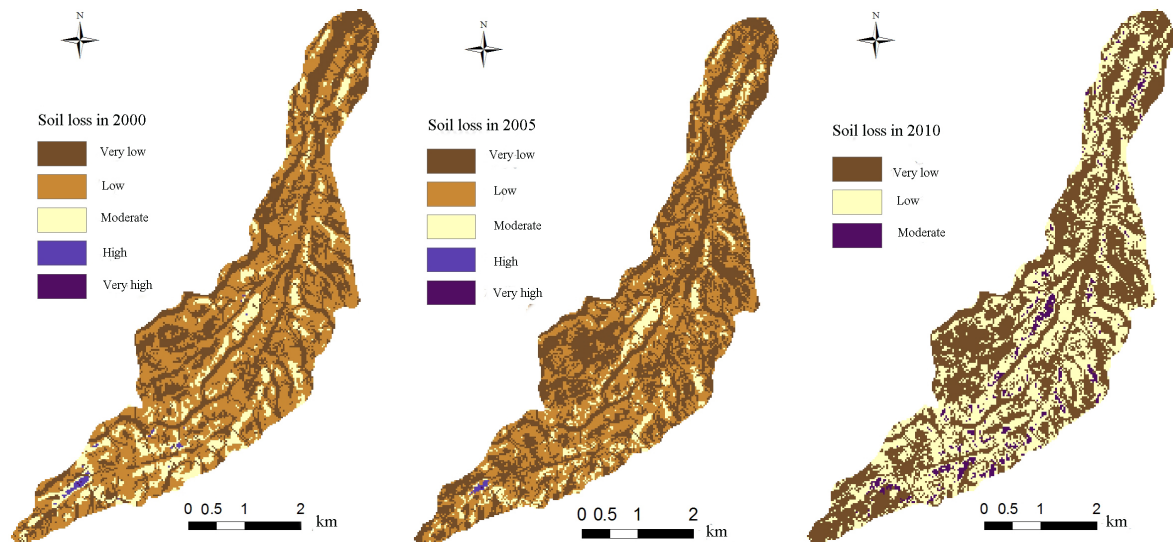 N
Soil loss in 2000
Very low
Low
Moderate
High
Very high
0 0.5 1 2
km
N
Soil loss in 2005
Very low
Low
Moderate
High
Very high
0 0.5 1 2
km
N
Soil loss in 2010
Very low
Low
Moderate
0 0.5 1 2
km